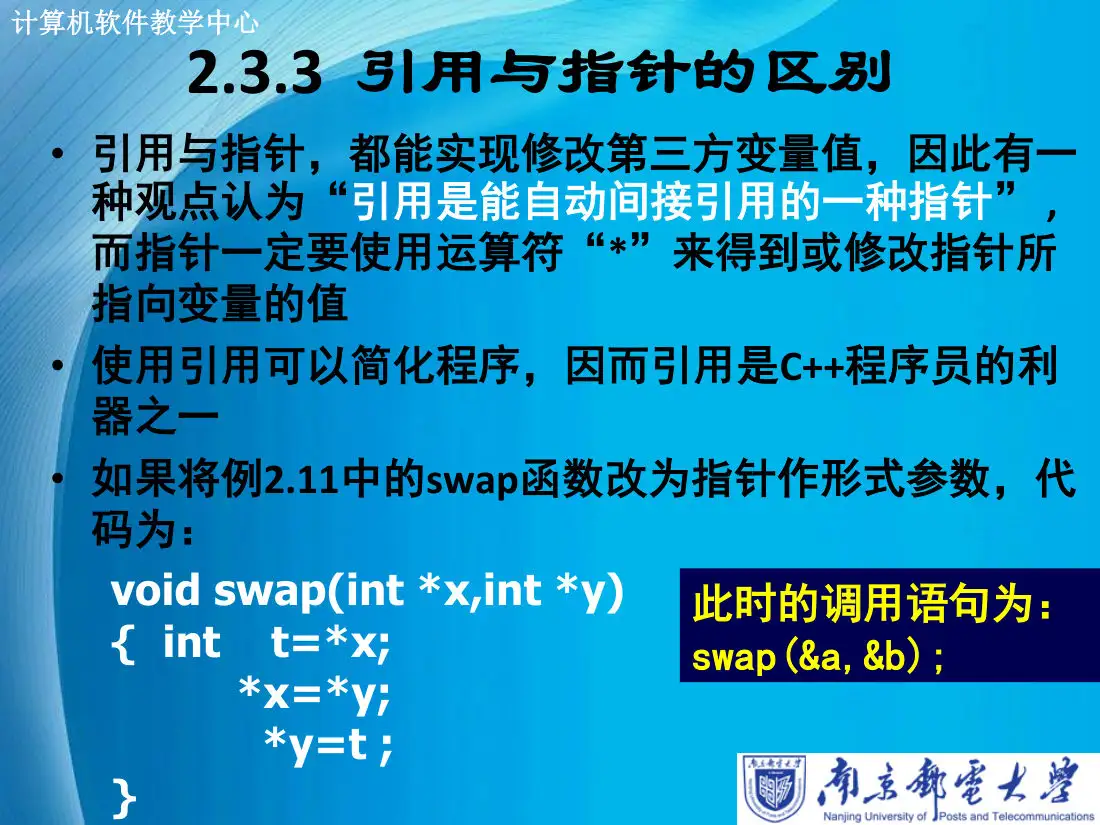 计算机软件教学中心
2.3.3 引用与指针的区别
• 引用与指针，都能实现修改第三方变量值，因此有一
种观点认为“引用是能自动间接引用的一种指针”，
而指针一定要使用运算符“*”来得到或修改指针所
指向变量的值
• 使用引用可以简化程序，因而引用是C++程序员的利
器之一
• 如果将例2.11中的swap函数改为指针作形式参数，代
码为：
void swap(int *x,int *y)
{ int t=*x;
*x=*y;
*y=t ;
}
此时的调用语句为：
swap(&a,&b);
南京郵電大學
Nanjing University of Posts and Telecommunications